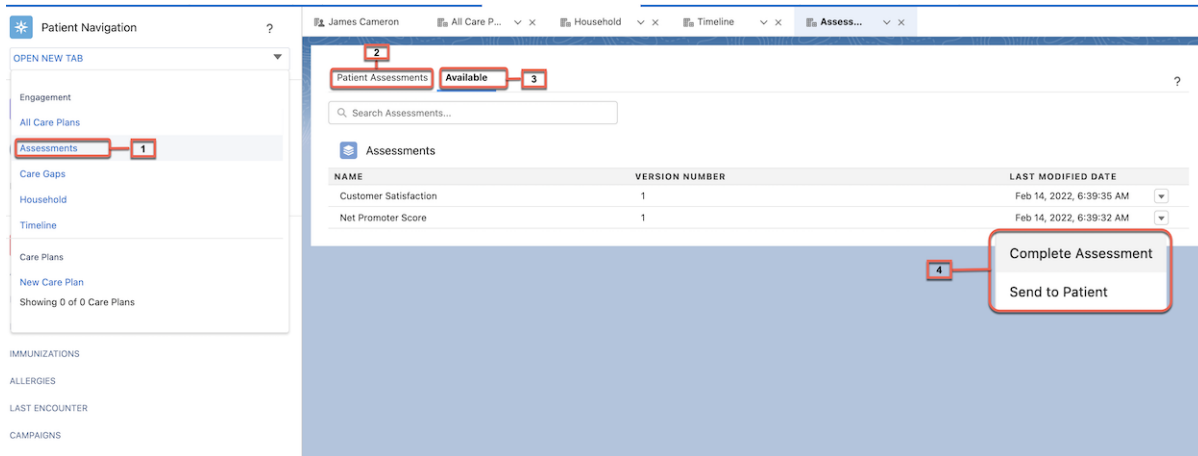 Patient Navigation
?
OPEN NEW TAB
Engagement
All Care Plans
Assessments
1
Care Gaps
Household
Timeline
Care Plans
New Care Plan
Showing 0 of 0 Care Plans
IMMUNIZATIONS
ALLERGIES
LAST ENCOUNTER
CAMPAIGNS
James Cameron
All Care P...
Household
Timeline
Assess...
2
Patient Assessments
Available
3
?
Search Assessments...
Assessments
NAME VERSION NUMBER LAST MODIFIED DATE
Customer Satisfaction 1 Feb 14, 2022, 6:39:35 AM
Net Promoter Score 1 Feb 14, 2022, 6:39:32 AM
4
Complete Assessment
Send to Patient